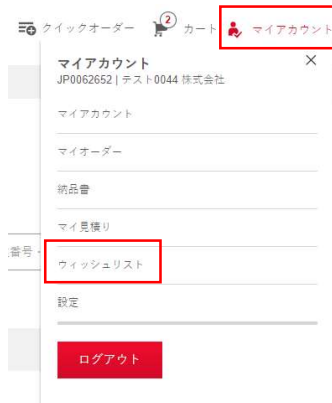 クイックオーダー 2 カート マイアカウント
マイアカウント
JP0062652 | テスト0044 株式会社
マイアカウント
マイオーダー
納品書
マイ見積り
番号・
ウィッシュリスト
設定
ログアウト